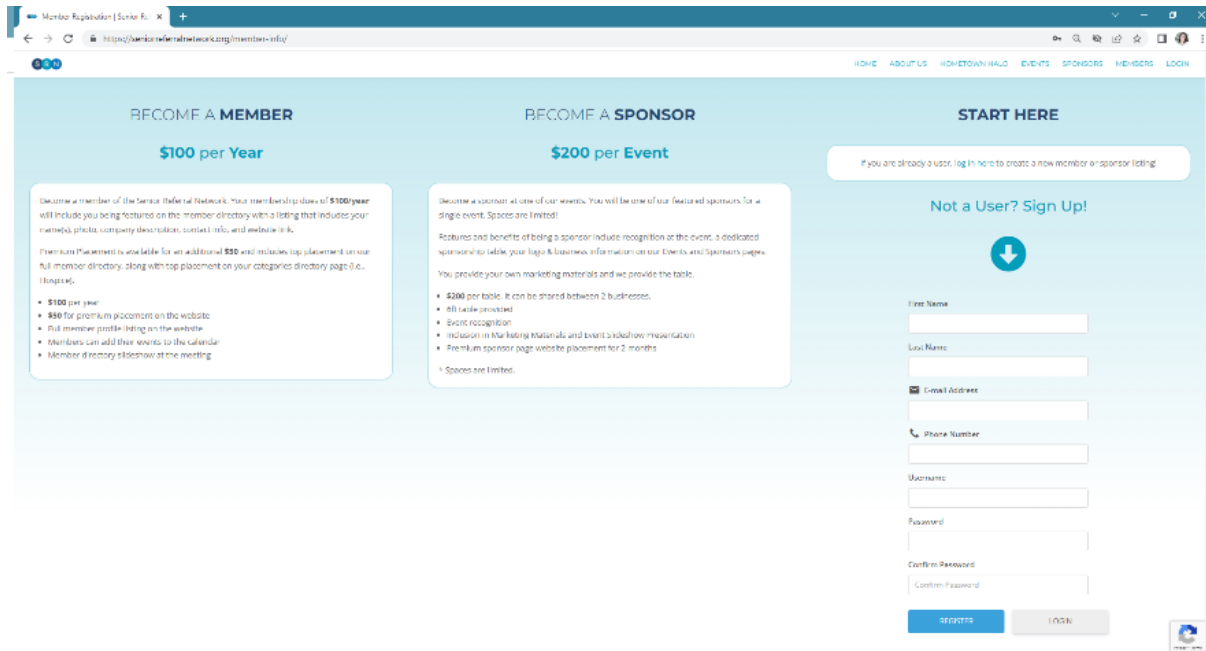 Member Registration | Senior Re
https://seniorreferralnetwork.org/member-info/
SRN
HOME ABOUT US HOMETOWN HALO EVENTS SPONSORS MEMBERS LOGIN
BECOME A MEMBER
$100 per Year
Become a member of the Senior Referral Network. Your membership dues of $100/year
will include you being featured on the member directory with a listing that includes your
name(s), photo, company description, contact info, and website link.
Premium Placement is available for an additional $50 and includes top placement on our
full member directory, along with top placement on your categories directory page (i.e..
Hospice).
• $100 per year
• $50 for premium placement on the website
• Full member profile listing on the website
• Members can add their events to the calendar
• Member directory slideshow at the meeting
BECOME A SPONSOR
$200 per Event
Become a sponsor at one of our events. You will be one of our featured sponsors for a
single event. Spaces are limited!
Features and benefits of being a sponsor include recognition at the event, a dedicated
sponsorship table, your logo & business information on our Events and Sponsors pages.
You provide your own marketing materials and we provide the table.
• $200 per table. It can be shared between 2 businesses.
• 6ft table provided
• Event recognition
• Inclusion in Marketing Materials and Event Slideshow Presentation
• Premium sponsor page website placement for 2 months
* Spaces are limited.
START HERE
If you are already a user, log in here to create a new member or sponsor listing!
Not a User? Sign Up!
First Name
Last Name
E-mail Address
Phone Number
Username
Password
Confirm Password
Confirm Password
REGISTER LOGIN